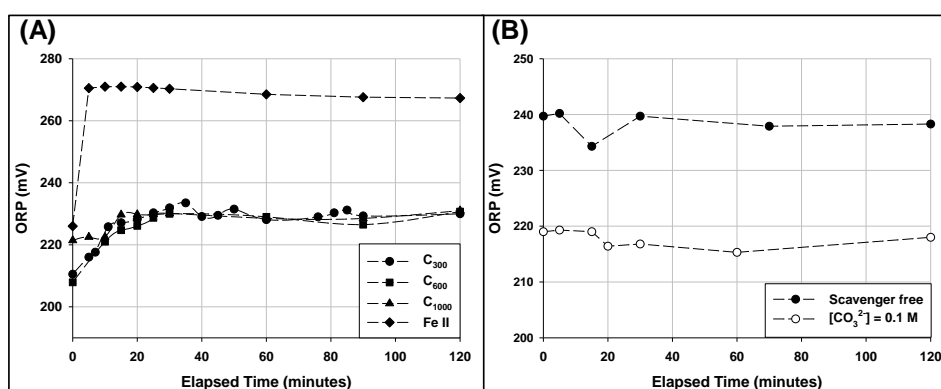 (A)
ORP (mV)
280
260
240
220
200
0 20 40 60 80 100 120
Elapsed Time (minutes)
C300
C600
C1000
Fe II
(B)
ORP (mV)
250
240
230
220
210
200
0 20 40 60 80 100 120
Elapsed Time (minutes)
Scavenger free
[CO3^2-] = 0.1 M